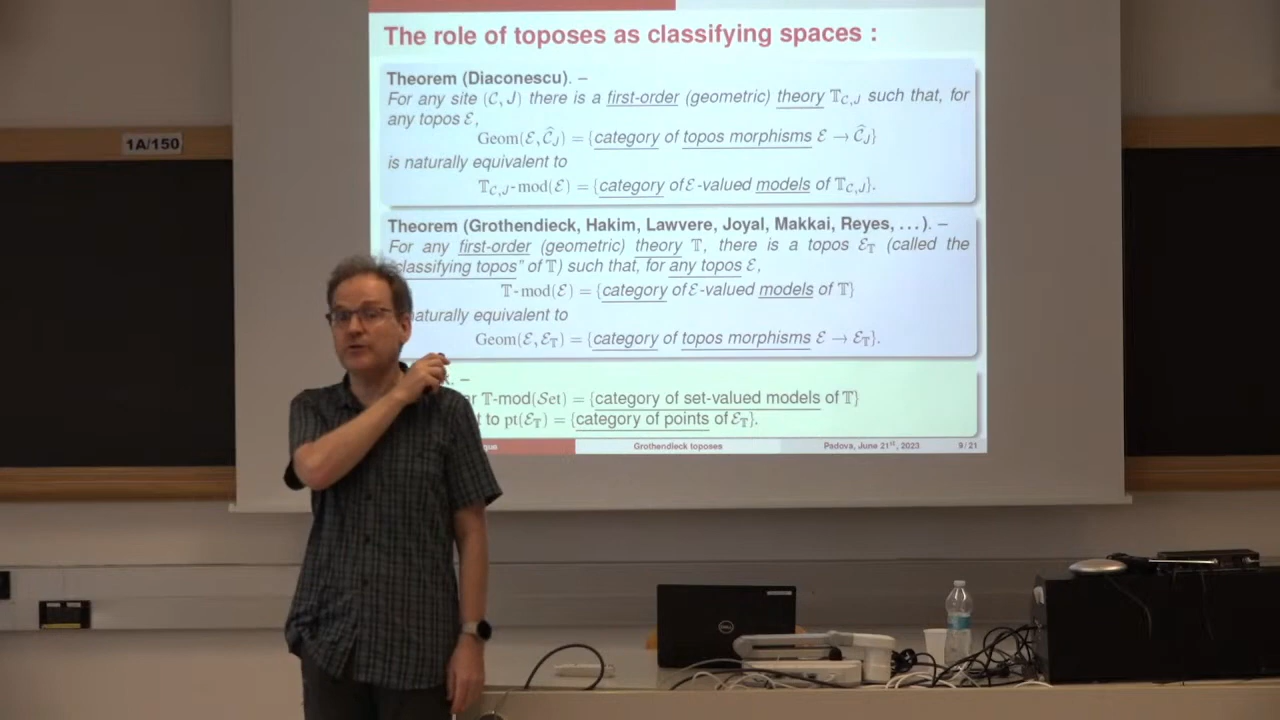 The role of toposes as classifying spaces :
Theorem (Diaconescu). –
For any site (𝒞, J) there is a first-order (geometric) theory 𝕋_{𝒞,J} such that, for
any topos ℰ,
Geom(ℰ, 𝒞̂_J) = {category of topos morphisms ℰ → 𝒞̂_J}
is naturally equivalent to
𝕋_{𝒞,J}-mod(ℰ) = {category of ℰ-valued models of 𝕋_{𝒞,J}}.
Theorem (Grothendieck, Hakim, Lawvere, Joyal, Makkai, Reyes, …). –
For any first-order (geometric) theory 𝕋, there is a topos ℰ_𝕋 (called the
classifying topos" of 𝕋) such that, for any topos ℰ,
𝕋-mod(ℰ) = {category of ℰ-valued models of 𝕋}
naturally equivalent to
Geom(ℰ, ℰ_𝕋) = {category of topos morphisms ℰ → ℰ_𝕋}.
. –
𝕋-mod(Set) = {category of set-valued models of 𝕋}
to pt(ℰ_𝕋) = {category of points of ℰ_𝕋}.
Grothendieck toposes
Padova, June 21st, 2023
9 / 21
1A/150
DELL